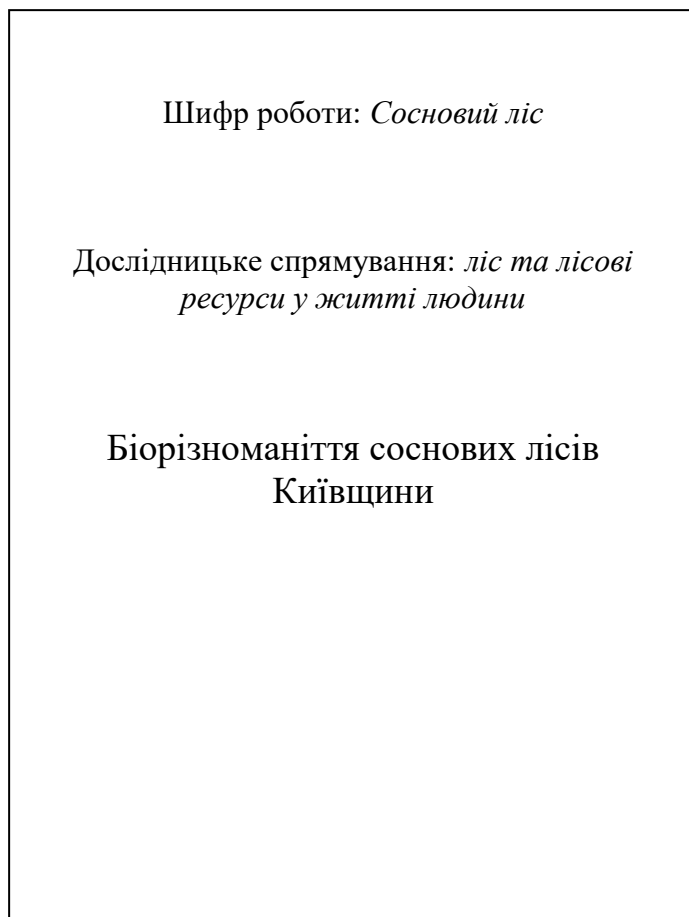 Шифр роботи: Сосновий ліс
Дослідницьке спрямування: ліс та лісові
ресурси у житті людини
Біорізноманіття соснових лісів
Київщини